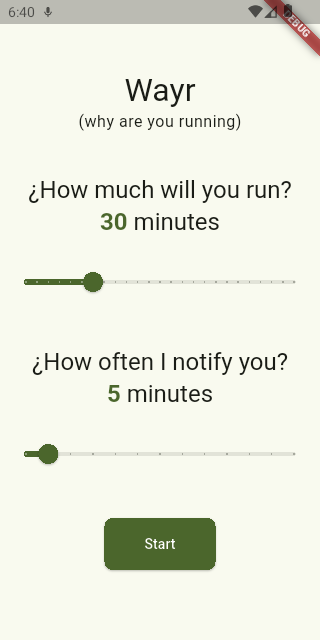 6:40
DEBUG
Wayr
(why are you running)
¿How much will you run?
30 minutes
¿How often I notify you?
5 minutes
Start